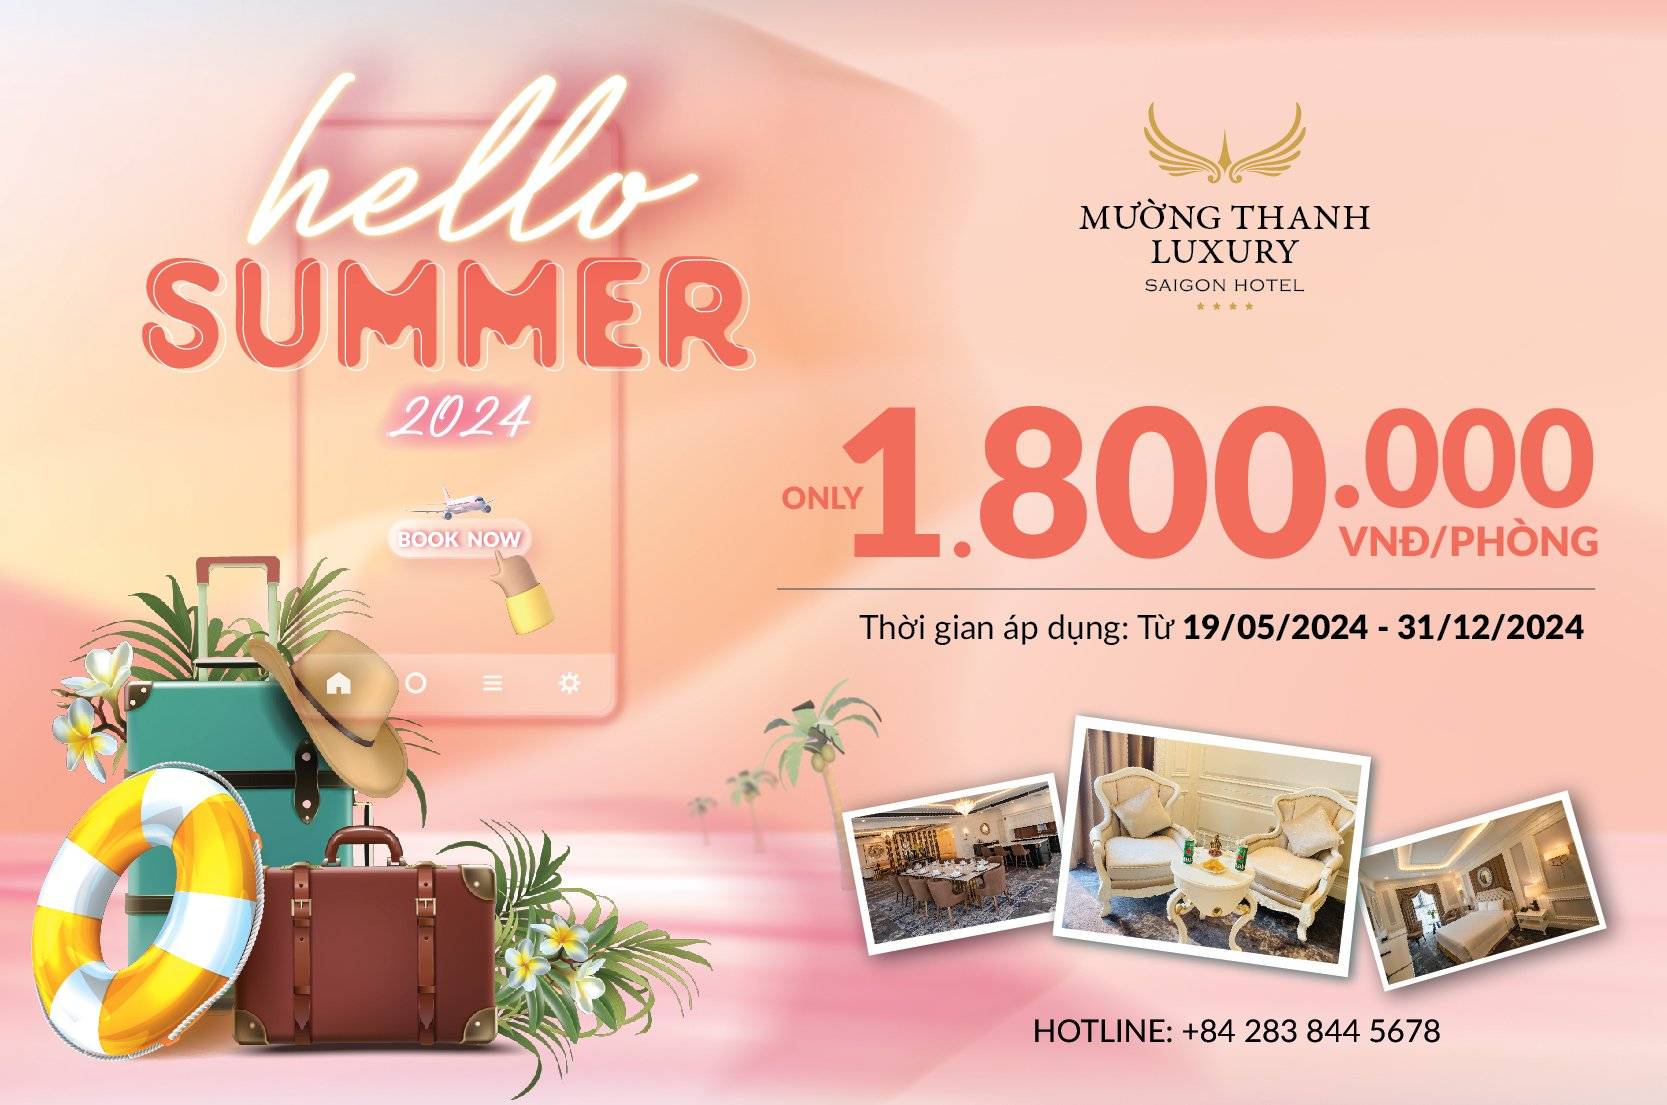 hello
SUMMER
2024
BOOK NOW
MƯỜNG THANH
LUXURY
SAIGON HOTEL
ONLY 1.800.000
VNĐ/PHÒNG
Thời gian áp dụng: Từ 19/05/2024 - 31/12/2024
HOTLINE: +84 283 844 5678